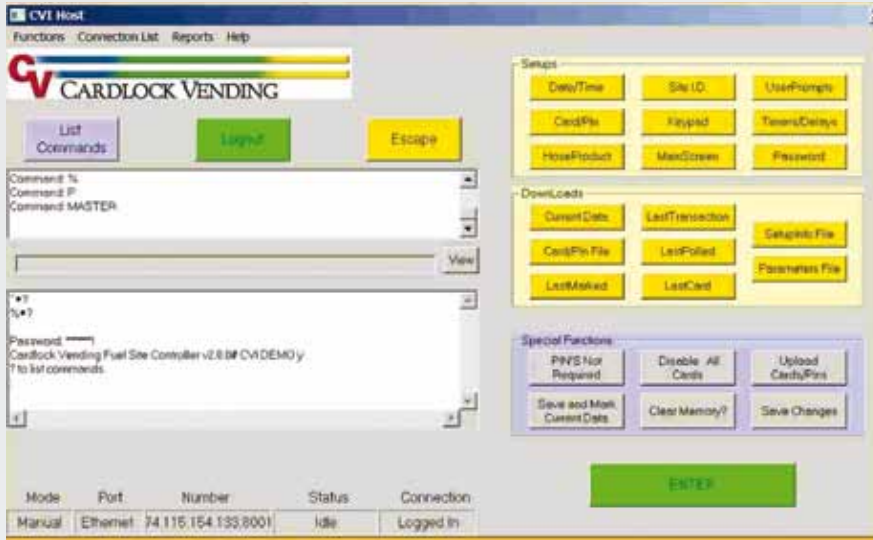 CVI Host
Functions Connection List Reports Help
CV CARDLOCK VENDING
List Commands
Logout
Escape
Command: %
Command: P
Command: MASTER
View
%*?
Password: *******
Cardlock Vending Fuel Site Controller v2.8.0# CVI DEMO y
? to list commands
Mode Port Number Status Connection
Manual Ethernet 74.115.154.133,8001 Idle Logged In
Setups
Date/Time Site I.D. UserPrompts
Card/Pin Keypad Timers/Delays
HoseProduct MainScreen Password
DownLoads
Current Data LastTransaction
SetupInfo File
Card/Pin File LastPolled
Parameters File
LastMarked LastCard
Special Functions
PIN'S Not Required
Disable All Cards
Upload Cards/Pins
Save and Mark Current Data
Clear Memory?
Save Changes
ENTER